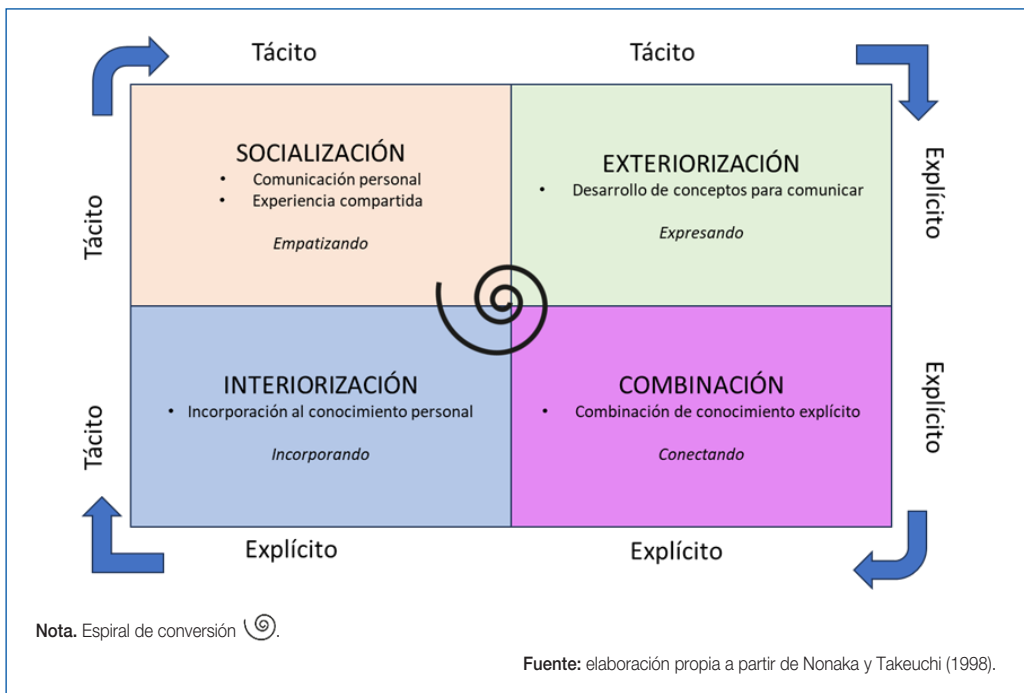 Tácito
Tácito
Tácito
SOCIALIZACIÓN
• Comunicación personal
• Experiencia compartida
Empatizando
EXTERIORIZACIÓN
• Desarrollo de conceptos para comunicar
Expresando
Explícito
Tácito
INTERIORIZACIÓN
• Incorporación al conocimiento personal
Incorporando
COMBINACIÓN
• Combinación de conocimiento explícito
Conectando
Explícito
Explícito
Explícito
Nota. Espiral de conversión .
Fuente: elaboración propia a partir de Nonaka y Takeuchi (1998).